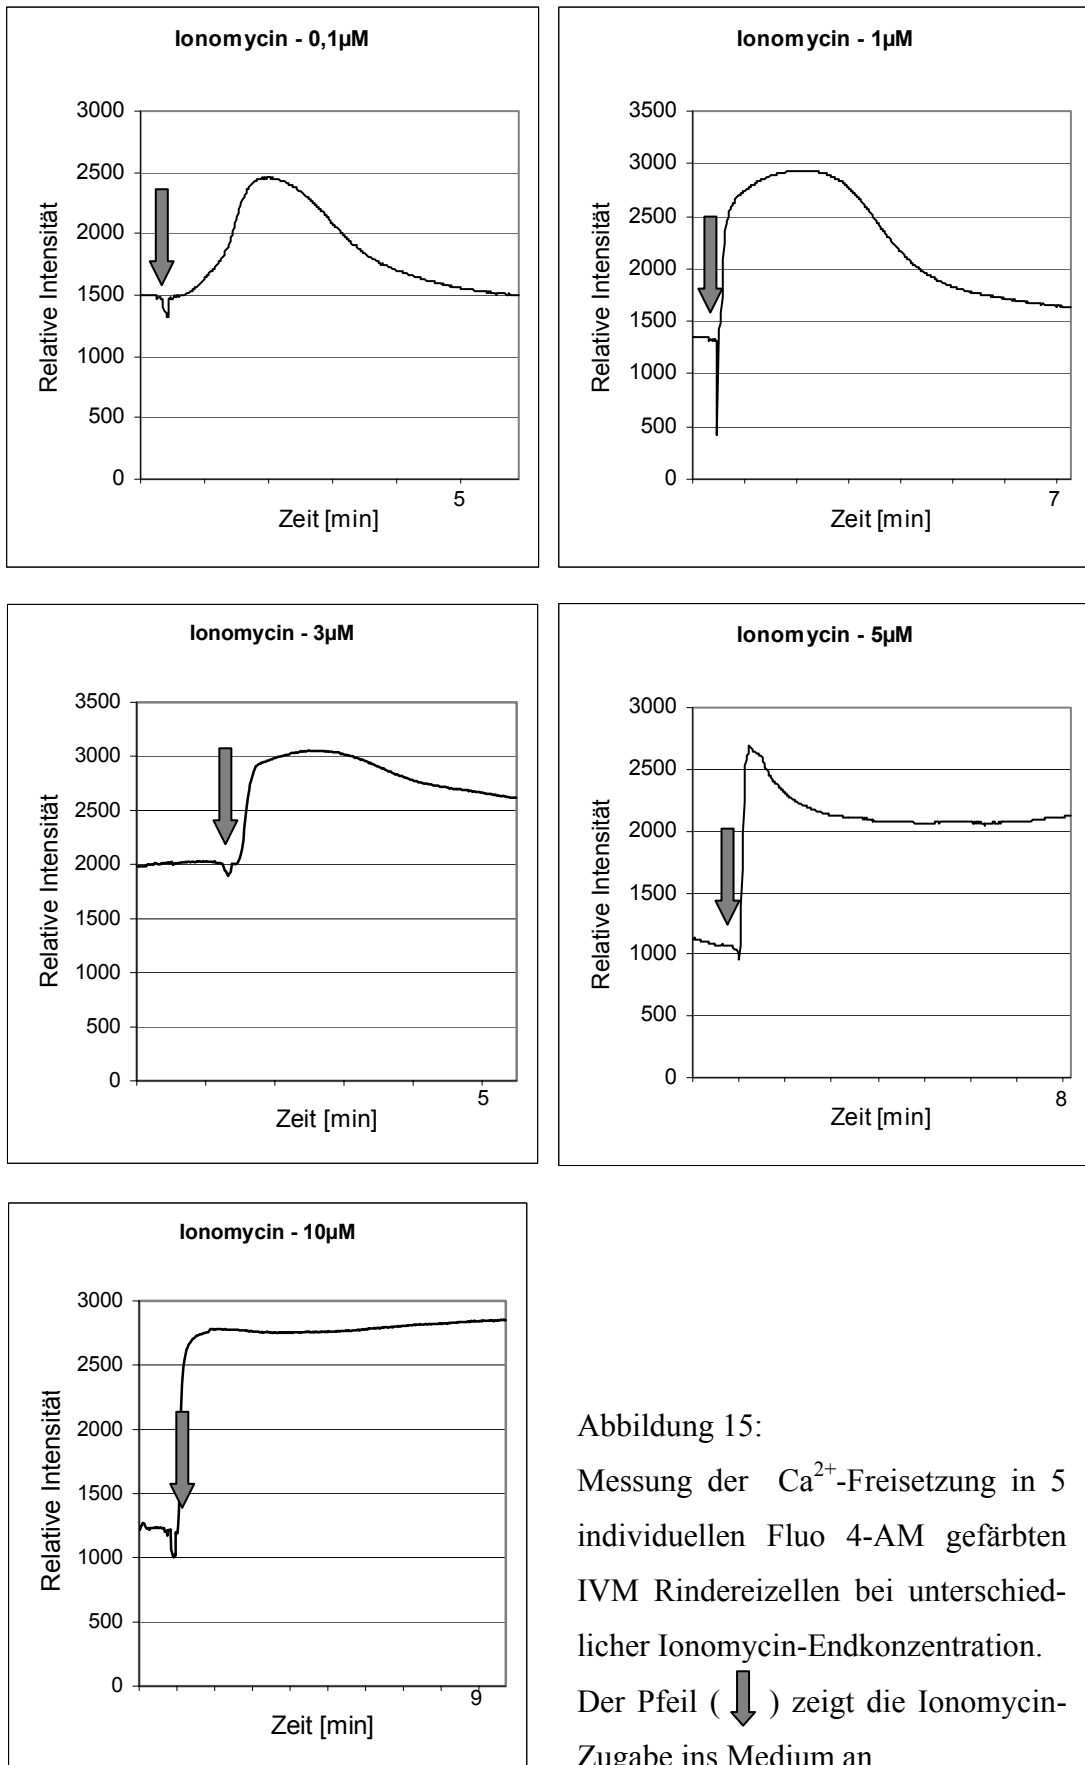 Ionomycin - 0,1µM
3000
2500
2000
1500
1000
500
0
Relative Intensität
5
Zeit [min]
Ionomycin - 1µM
3500
3000
2500
2000
1500
1000
500
0
Relative Intensität
7
Zeit [min]
Ionomycin - 3µM
3500
3000
2500
2000
1500
1000
500
0
Relative Intensität
5
Zeit [min]
Ionomycin - 5µM
3000
2500
2000
1500
1000
500
0
Relative Intensität
8
Zeit [min]
Ionomycin - 10µM
3000
2500
2000
1500
1000
500
0
Relative Intensität
9
Zeit [min]
Abbildung 15:
Messung der Ca²⁺-Freisetzung in 5
individuellen Fluo 4-AM gefärbten
IVM Rindereizellen bei unterschied-
licher Ionomycin-Endkonzentration.
Der Pfeil ( ) zeigt die Ionomycin-
Zugabe ins Medium an